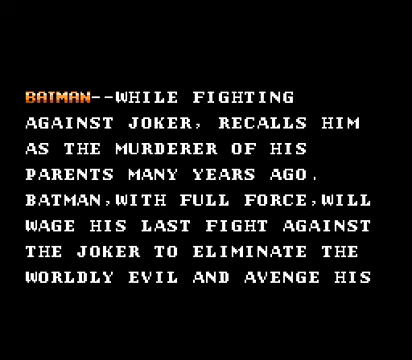 BATMAN--WHILE FIGHTING
AGAINST JOKER, RECALLS HIM
AS THE MURDERER OF HIS
PARENTS MANY YEARS AGO.
BATMAN,WITH FULL FORCE,WILL
WAGE HIS LAST FIGHT AGAINST
THE JOKER TO ELIMINATE THE
WORLDLY EVIL AND AVENGE HIS